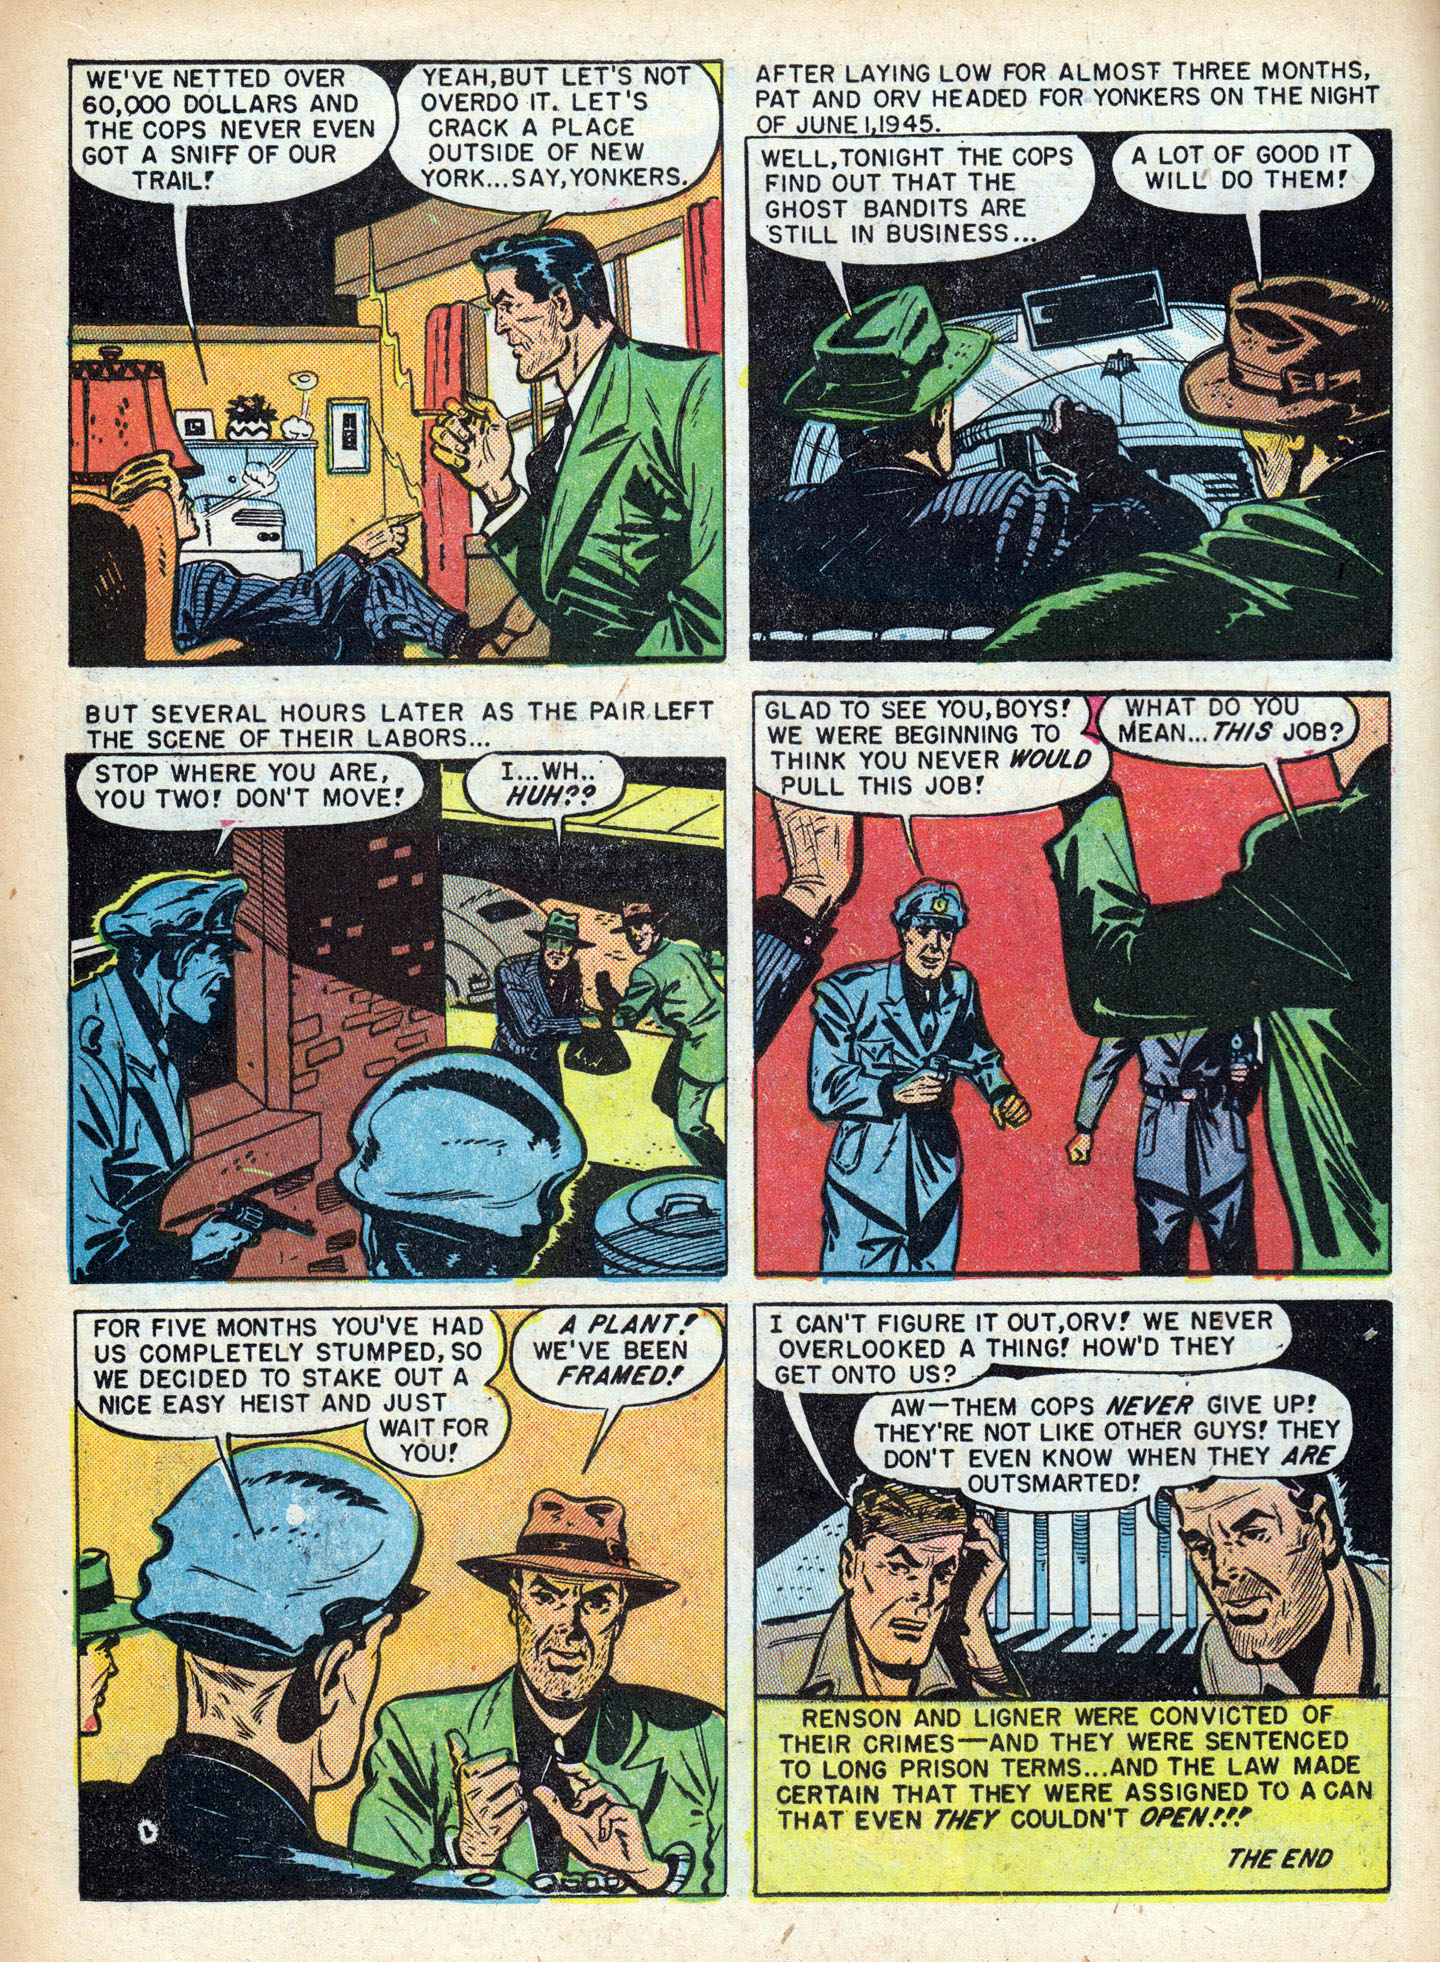 WE'VE NETTED OVER
60,000 DOLLARS AND
THE COPS NEVER EVEN
GOT A SNIFF OF OUR
TRAIL!
YEAH, BUT LET'S NOT
OVERDO IT. LET'S
CRACK A PLACE
OUTSIDE OF NEW
YORK...SAY, YONKERS.
AFTER LAYING LOW FOR ALMOST THREE MONTHS,
PAT AND ORV HEADED FOR YONKERS ON THE NIGHT
OF JUNE 1, 1945.
WELL, TONIGHT THE COPS
FIND OUT THAT THE
GHOST BANDITS ARE
STILL IN BUSINESS...
A LOT OF GOOD IT
WILL DO THEM!
BUT SEVERAL HOURS LATER AS THE PAIR LEFT
THE SCENE OF THEIR LABORS...
STOP WHERE YOU ARE,
YOU TWO! DON'T MOVE!
I...WH..
HUH??
GLAD TO SEE YOU, BOYS!
WE WERE BEGINNING TO
THINK YOU NEVER WOULD
PULL THIS JOB!
WHAT DO YOU
MEAN...THIS JOB?
FOR FIVE MONTHS YOU'VE HAD
US COMPLETELY STUMPED, SO
WE DECIDED TO STAKE OUT A
NICE EASY HEIST AND JUST
WAIT FOR
YOU!
A PLANT!
WE'VE BEEN
FRAMED!
I CAN'T FIGURE IT OUT, ORV! WE NEVER
OVERLOOKED A THING! HOW'D THEY
GET ONTO US?
AW—THEM COPS NEVER GIVE UP!
THEY'RE NOT LIKE OTHER GUYS! THEY
DON'T EVEN KNOW WHEN THEY ARE
OUTSMARTED!
RENSON AND LIGNER WERE CONVICTED OF
THEIR CRIMES—AND THEY WERE SENTENCED
TO LONG PRISON TERMS...AND THE LAW MADE
CERTAIN THAT THEY WERE ASSIGNED TO A CAN
THAT EVEN THEY COULDN'T OPEN!!!
THE END